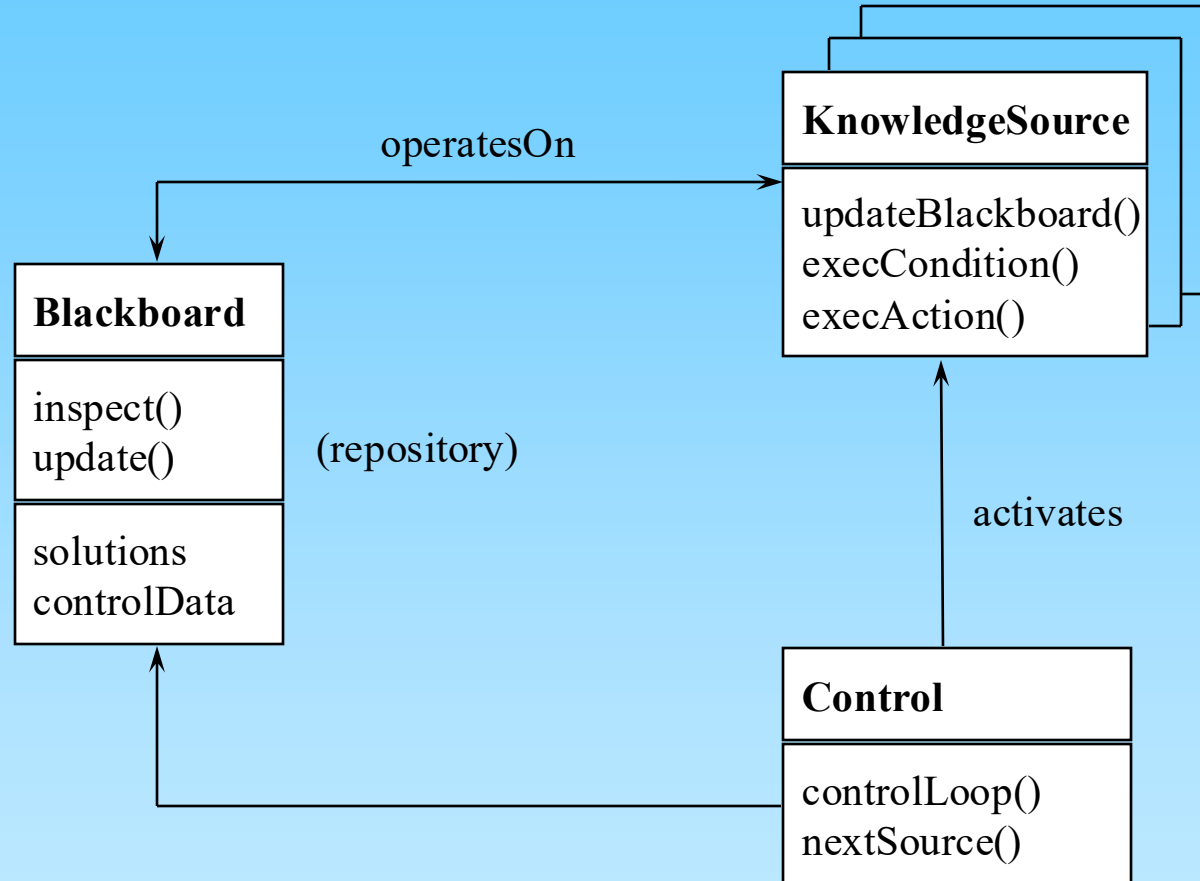 operatesOn
KnowledgeSource
updateBlackboard()
execCondition()
execAction()
Blackboard
inspect()
update()
(repository)
solutions
controlData
activates
Control
controlLoop()
nextSource()